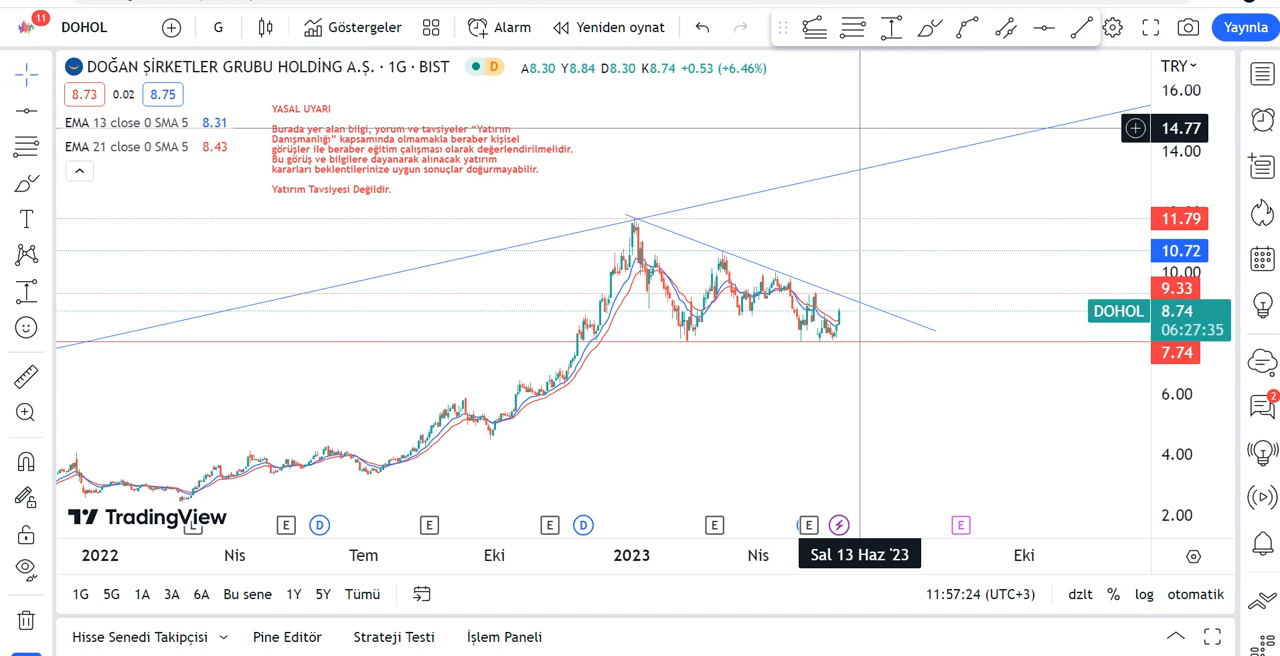 11
DOHOL
G
Göstergeler
Alarm
Yeniden oynat
Yayınla
DOĞAN ŞİRKETLER GRUBU HOLDİNG A.Ş. · 1G · BIST
D
A8.30 Y8.84 D8.30 K8.74 +0.53 (+6.46%)
TRY
8.73
0.02
8.75
EMA 13 close 0 SMA 5 8.31
EMA 21 close 0 SMA 5 8.43
YASAL UYARI
Burada yer alan bilgi, yorum ve tavsiyeler “Yatırım
Danışmanlığı” kapsamında olmamakla beraber kişisel
görüşler ile beraber eğitim çalışması olarak değerlendirilmelidir.
Bu görüş ve bilgilere dayanarak alınacak yatırım
kararları beklentilerinize uygun sonuçlar doğurmayabilir.
Yatırım Tavsiyesi Değildir.
16.00
14.77
14.00
11.79
10.72
10.00
9.33
DOHOL 8.74
06:27:35
7.74
6.00
4.00
2.00
2
TradingView
E D E E D E E E
2022 Nis Tem Eki 2023 Nis Sal 13 Haz '23 Eki
1G 5G 1A 3A 6A Bu sene 1Y 5Y Tümü
11:57:24 (UTC+3)
dzlt % log otomatik
Hisse Senedi Takipçisi
Pine Editör
Strateji Testi
İşlem Paneli